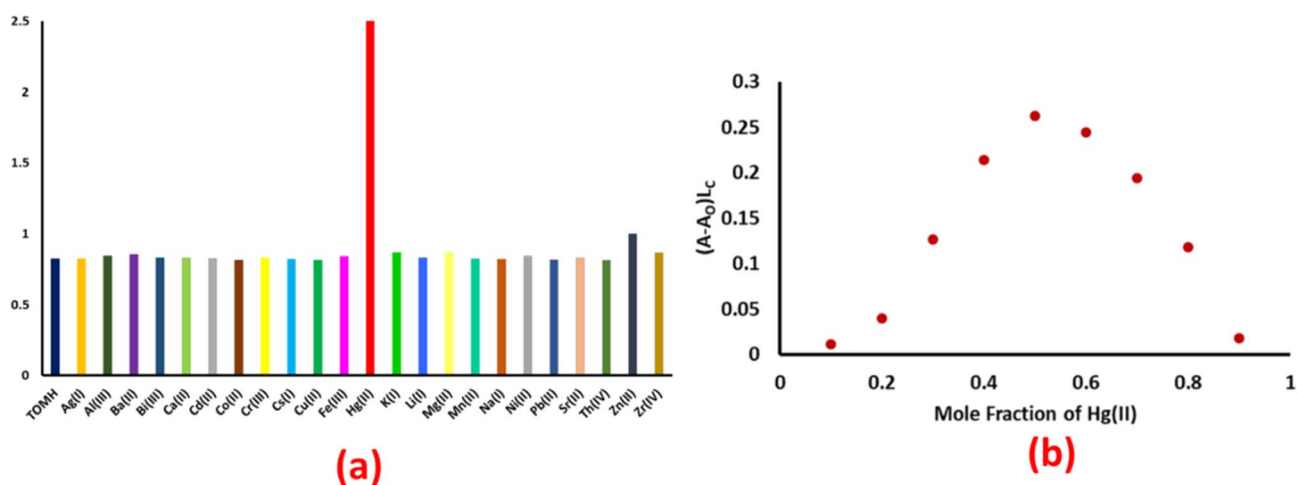 2.5
2
1.5
1
0.5
0
TOMH
Ag(I)
Al(III)
Ba(II)
Bi(III)
Ca(II)
Cd(II)
Co(II)
Cr(III)
Cs(I)
Cu(II)
Fe(III)
Hg(II)
K(I)
Li(I)
Mg(II)
Mn(II)
Na(I)
Ni(II)
Pb(II)
Sr(II)
Th(IV)
Zn(II)
Zr(IV)
(a)
(A-A₀)L_C
0.3
0.25
0.2
0.15
0.1
0.05
0
0 0.2 0.4 0.6 0.8 1
Mole Fraction of Hg(II)
(b)